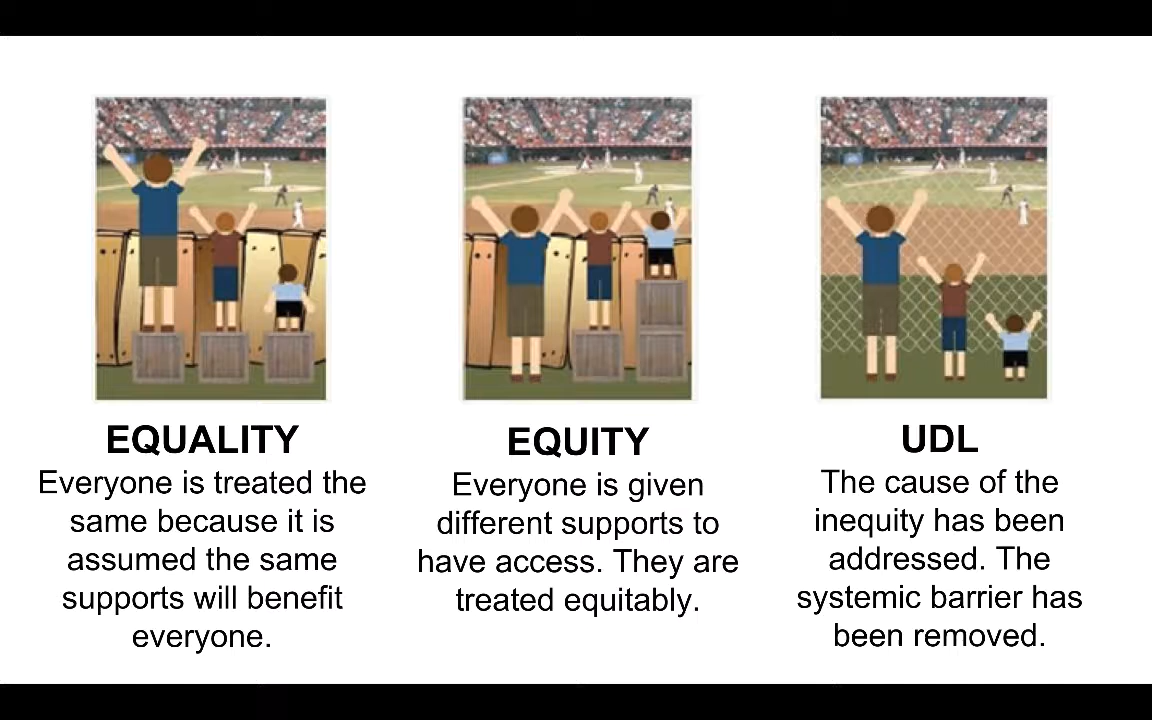 EQUALITY
Everyone is treated the
same because it is
assumed the same
supports will benefit
everyone.
EQUITY
Everyone is given
different supports to
have access. They are
treated equitably.
UDL
The cause of the
inequity has been
addressed. The
systemic barrier has
been removed.